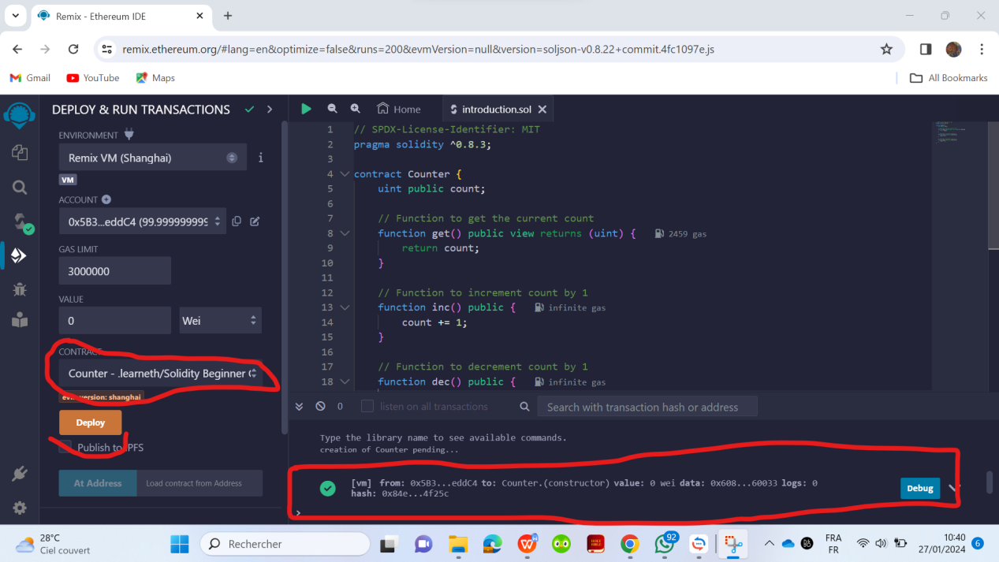 Remix - Ethereum IDE
remix.ethereum.org/#lang=en&optimize=false&runs=200&evmVersion=null&version=soljson-v0.8.22+commit.4fc1097e.js
Gmail YouTube Maps All Bookmarks
DEPLOY & RUN TRANSACTIONS
ENVIRONMENT
Remix VM (Shanghai)
VM
ACCOUNT
0x5B3...eddC4 (99.999999999
GAS LIMIT
3000000
VALUE
0 Wei
CONTRACT
Counter - .learneth/Solidity Beginner C
evm version: shanghai
Deploy
Publish to IPFS
At Address Load contract from Address
Home introduction.sol
1 // SPDX-License-Identifier: MIT
2 pragma solidity ^0.8.3;
3
4 contract Counter {
5 uint public count;
6
7 // Function to get the current count
8 function get() public view returns (uint) { 2459 gas
9 return count;
10 }
11
12 // Function to increment count by 1
13 function inc() public { infinite gas
14 count += 1;
15 }
16
17 // Function to decrement count by 1
18 function dec() public { infinite gas
0 listen on all transactions Search with transaction hash or address
Type the library name to see available commands.
creation of Counter pending...
[vm] from: 0x5B3...eddC4 to: Counter.(constructor) value: 0 wei data: 0x608...60033 logs: 0
hash: 0x84e...4f25c
Debug
>
28°C
Ciel couvert
Rechercher
92
FRA
FR
10:40
27/01/2024
6